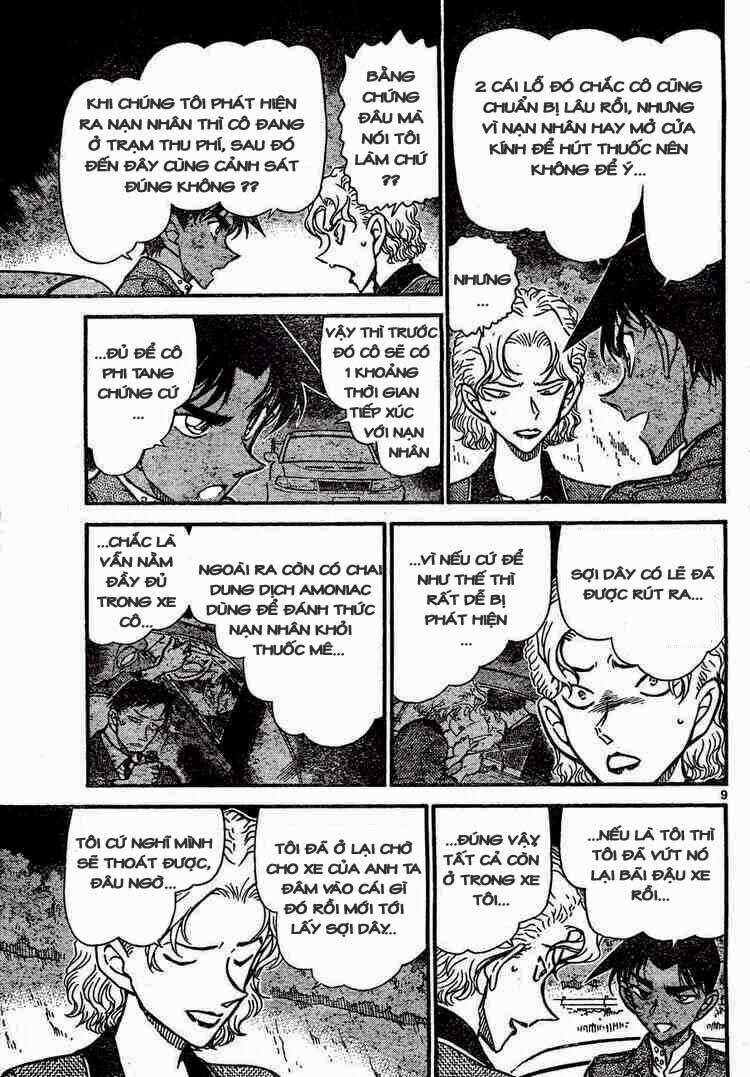 2 CÁI LỖ ĐÓ CHẮC CÔ CŨNG
CHUẨN BỊ LÂU RỒI, NHƯNG
VÌ NẠN NHÂN HAY MỞ CỬA
KÍNH ĐỂ HÚT THUỐC NÊN
KHÔNG ĐỂ Ý...
NHƯNG
...
BẰNG
CHỨNG
ĐÂU MÀ
NÓI TÔI
LÀM CHỨ
??
KHI CHÚNG TÔI PHÁT HIỆN
RA NẠN NHÂN THÌ CÔ ĐANG
Ở TRẠM THU PHÍ, SAU ĐÓ
ĐẾN ĐÂY CÙNG CẢNH SÁT
ĐÚNG KHÔNG ??
VẬY THÌ TRƯỚC
ĐÓ CÔ SẼ CÓ
1 KHOẢNG
THỜI GIAN
TIẾP XÚC
VỚI NẠN
NHÂN
...ĐỦ ĐỂ CÔ
PHI TANG
CHỨNG CỨ
...
SỢI DÂY CÓ LẼ ĐÃ
ĐƯỢC RÚT RA...
...VÌ NẾU CỨ ĐỂ
NHƯ THẾ THÌ
RẤT DỄ BỊ
PHÁT HIỆN
...
NGOÀI RA CÒN CÓ CHAI
DUNG DỊCH AMONIAC
DÙNG ĐỂ ĐÁNH THỨC
NẠN NHÂN KHỎI
THUỐC MÊ...
...CHẮC LÀ
VẪN NẰM
ĐẦY ĐỦ
TRONG XE
CÔ...
9
...NẾU LÀ TÔI THÌ
TÔI ĐÃ VỨT NÓ
LẠI BÃI ĐẬU XE
RỒI...
...ĐÚNG VẬY,
TẤT CẢ CÒN
Ở TRONG XE
TÔI...
TÔI ĐÃ Ở LẠI CHỜ
CHO XE CỦA ANH TA
ĐÂM VÀO CÁI GÌ
ĐÓ RỒI MỚI TỚI
LẤY SỢI DÂY..
TÔI CỨ NGHĨ MÌNH
SẼ THOÁT ĐƯỢC,
ĐÂU NGỜ...